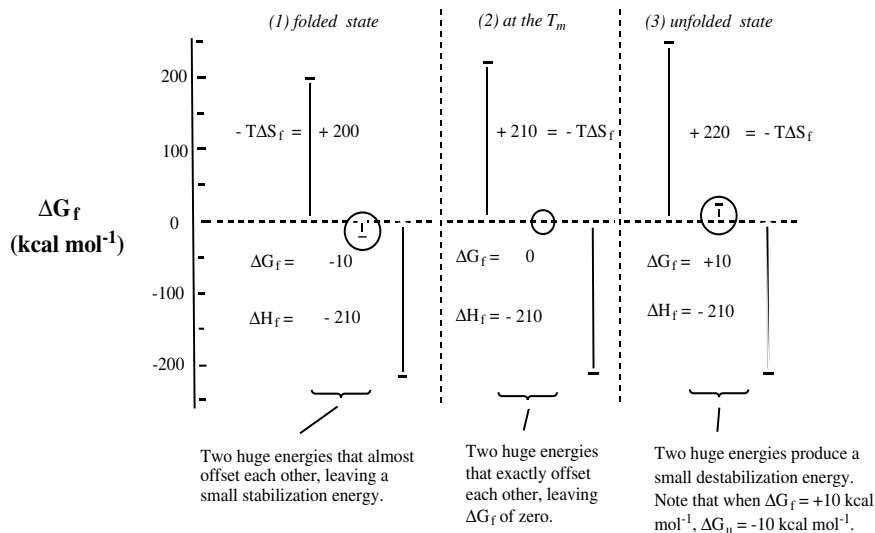 (1) folded state
(2) at the Tm
(3) unfolded state
200
100
0
-100
-200
ΔGf
(kcal mol-1)
- TΔSf = + 200
+ 210 = - TΔSf
+ 220 = - TΔSf
ΔGf = -10
ΔHf = - 210
ΔGf = 0
ΔHf = - 210
ΔGf = +10
ΔHf = - 210
Two huge energies that almost
offset each other, leaving a
small stabilization energy.
Two huge energies
that exactly offset
each other, leaving
ΔGf of zero.
Two huge energies produce a
small destabilization energy.
Note that when ΔGf = +10 kcal
mol-1, ΔGu = -10 kcal mol-1.